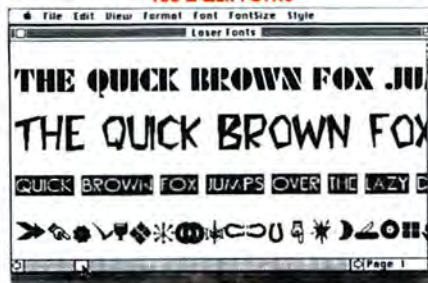 File Edit View Format Font FontSize Style
Laser Fonts
THE QUICK BROWN FOX
THE QUICK BROWN FOX
QUICK BROWN FOX JUMPS OVER THE LAZY
Page 1